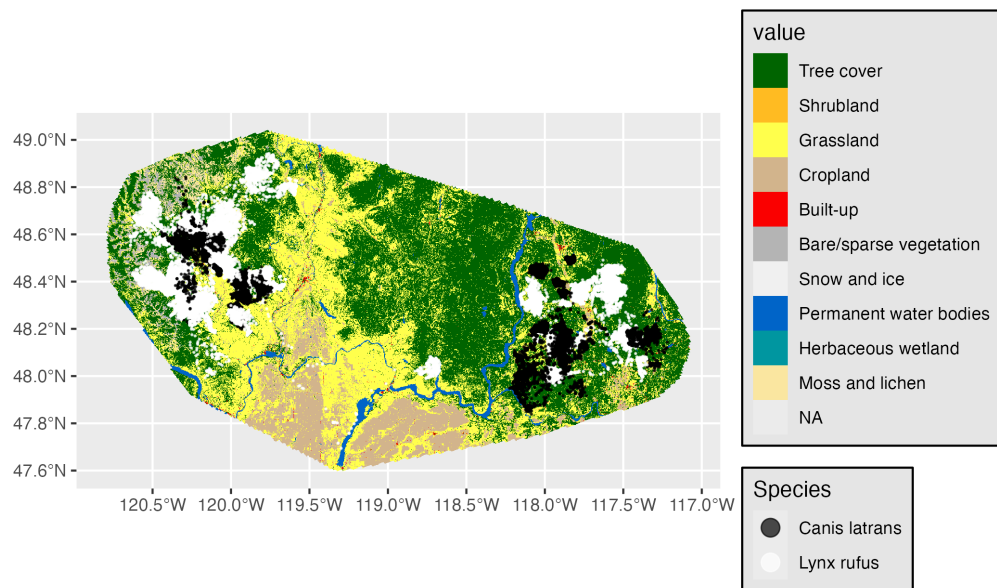 value
Tree cover
Shrubland
Grassland
Cropland
Built-up
Bare/sparse vegetation
Snow and ice
Permanent water bodies
Herbaceous wetland
Moss and lichen
NA
49.0°N
48.8°N
48.6°N
48.4°N
48.2°N
48.0°N
47.8°N
47.6°N
120.5°W 120.0°W 119.5°W 119.0°W 118.5°W 118.0°W 117.5°W 117.0°W
Species
Canis latrans
Lynx rufus